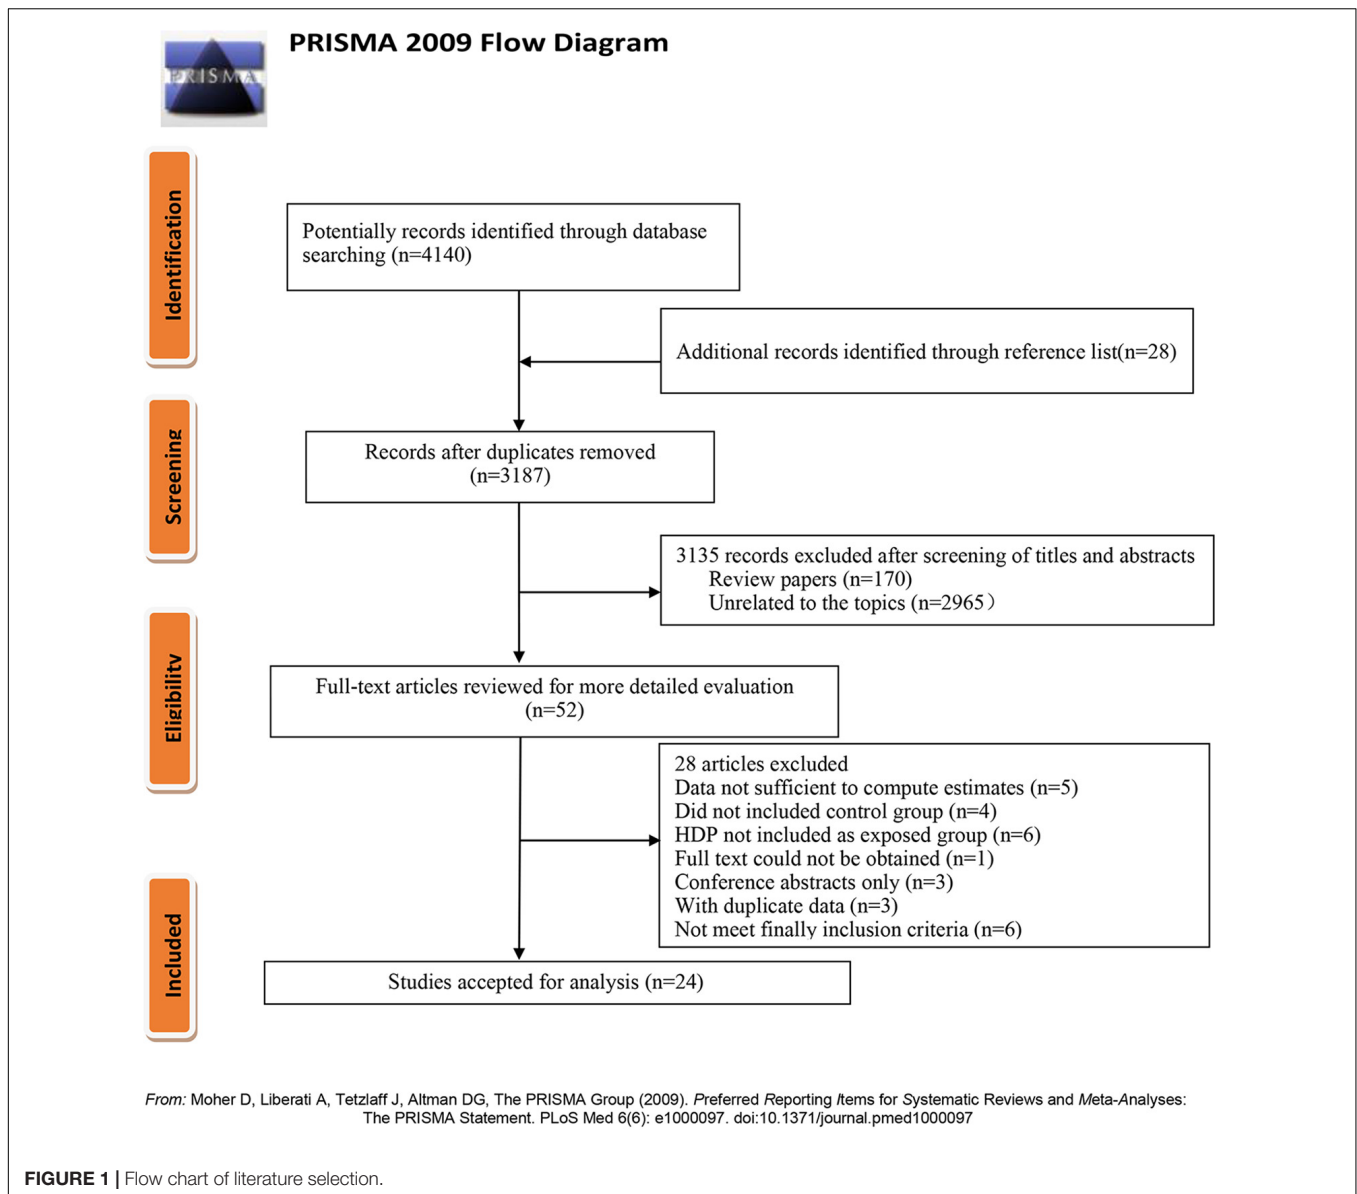 PRISMA 2009 Flow Diagram
PRISMA
Identification
Potentially records identified through database
searching (n=4140)
Additional records identified through reference list(n=28)
Screening
Records after duplicates removed
(n=3187)
3135 records excluded after screening of titles and abstracts
Review papers (n=170)
Unrelated to the topics (n=2965）
Eligibility
Full-text articles reviewed for more detailed evaluation
(n=52)
28 articles excluded
Data not sufficient to compute estimates (n=5)
Did not included control group (n=4)
HDP not included as exposed group (n=6)
Full text could not be obtained (n=1)
Conference abstracts only (n=3)
With duplicate data (n=3)
Not meet finally inclusion criteria (n=6)
Included
Studies accepted for analysis (n=24)
From: Moher D, Liberati A, Tetzlaff J, Altman DG, The PRISMA Group (2009). Preferred Reporting Items for Systematic Reviews and Meta-Analyses:
The PRISMA Statement. PLoS Med 6(6): e1000097. doi:10.1371/journal.pmed1000097
FIGURE 1 | Flow chart of literature selection.